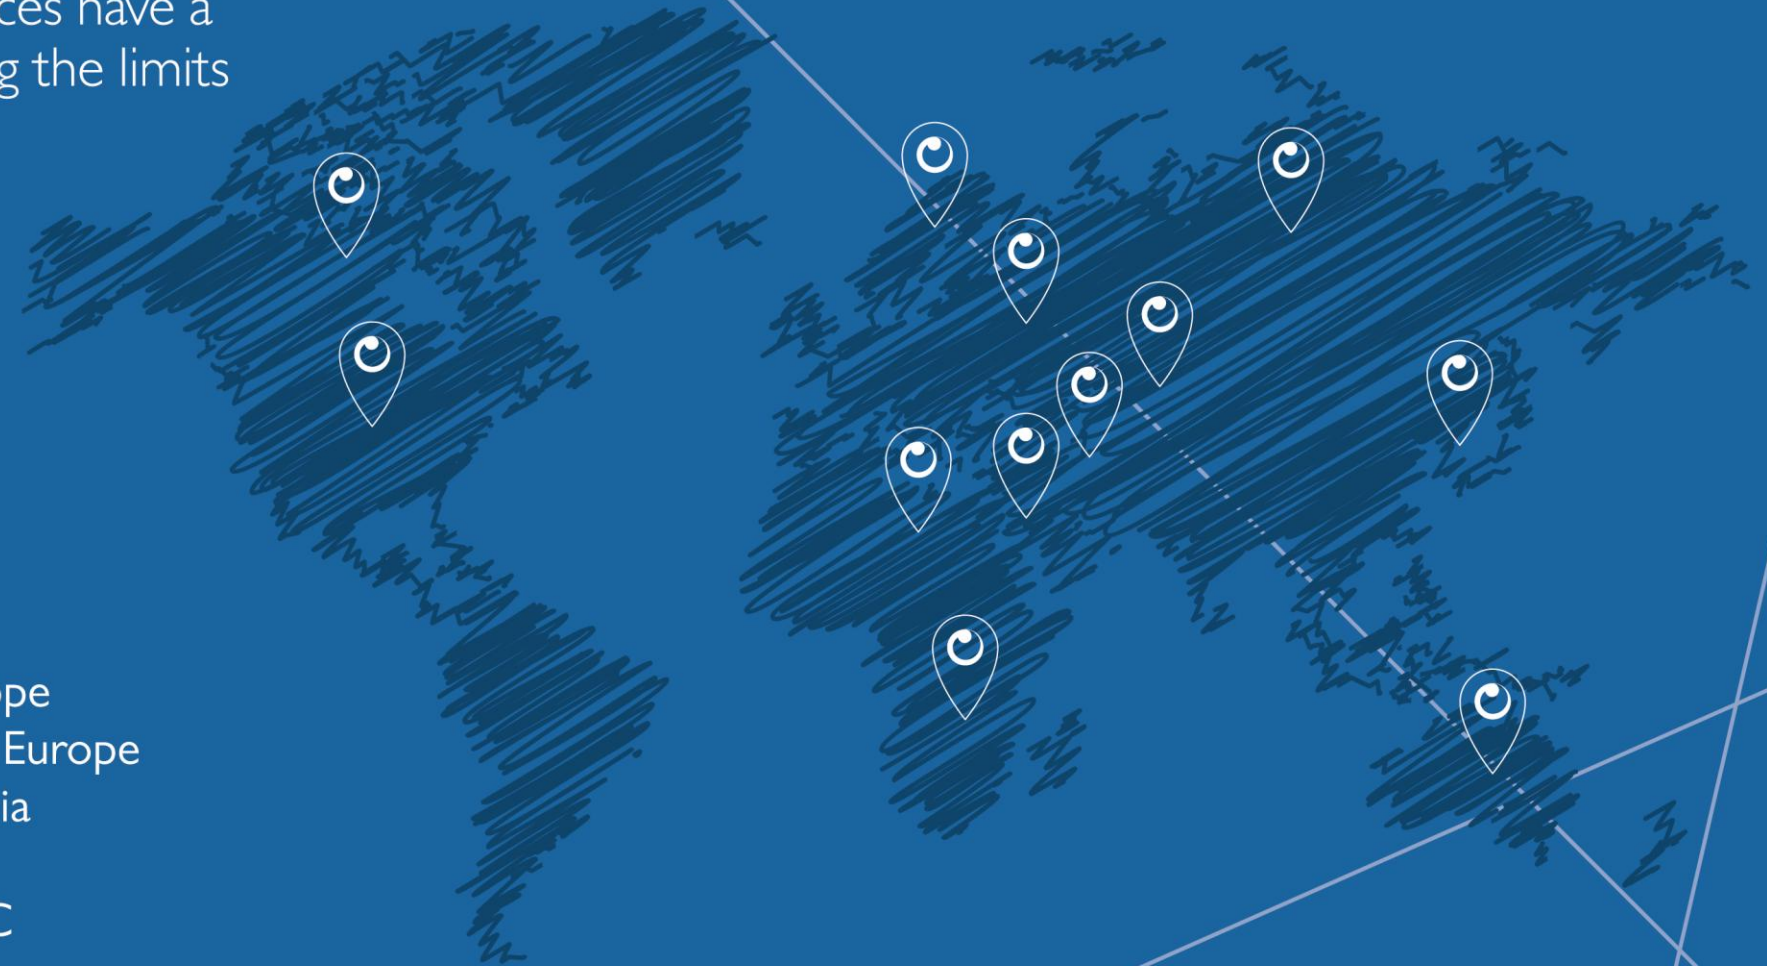 ces have a
g the limits
pe
Europe
ia
C